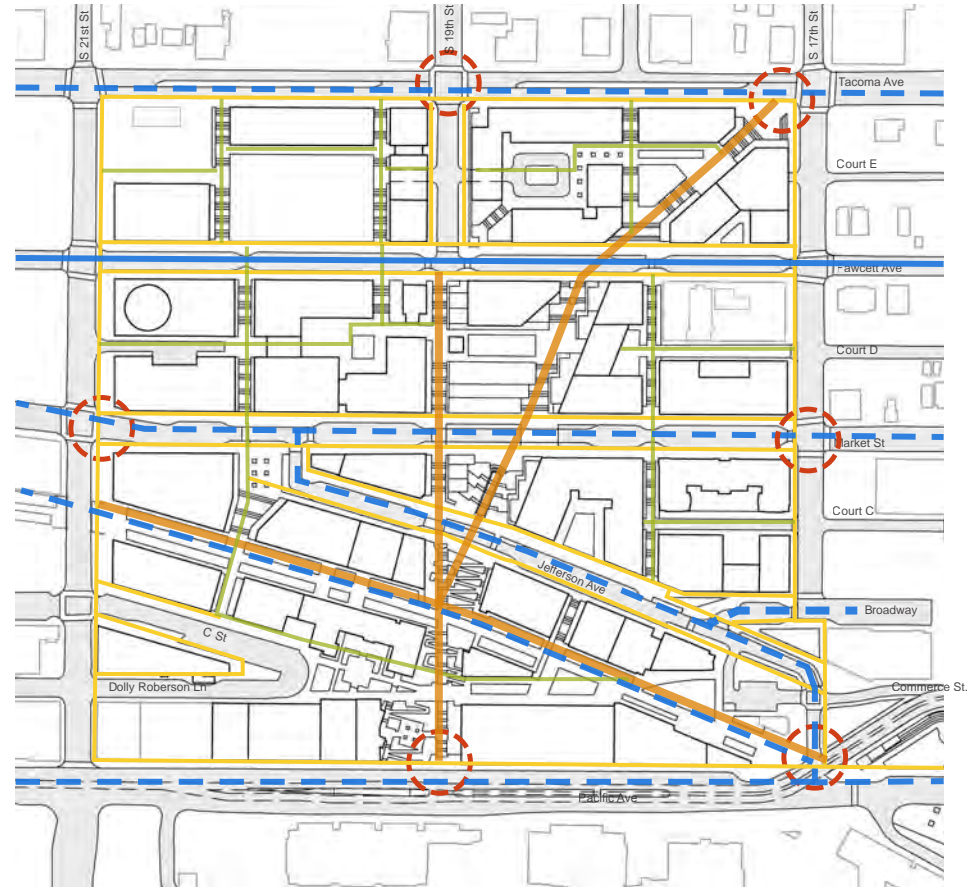 S 21st St
S 19th St
S 17th St
Tacoma Ave
Court E
Fawcett Ave
Court D
Market St
Court C
Jefferson Ave
Broadway
C St
Dolly Roberson Ln
Commerce St.
Pacific Ave